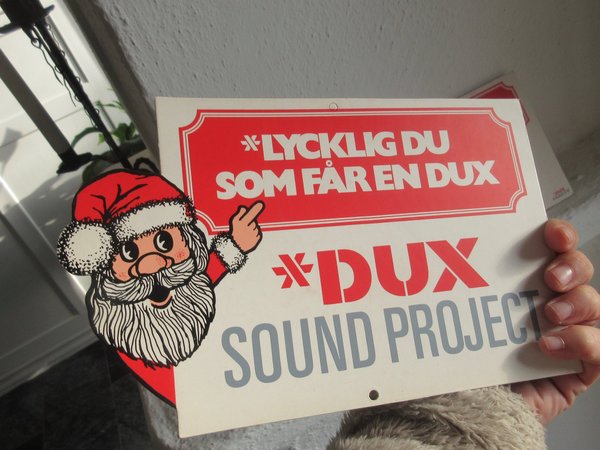 *LYCKLIG DU
SOM FÅR EN DUX
*DUX
SOUND PROJECT